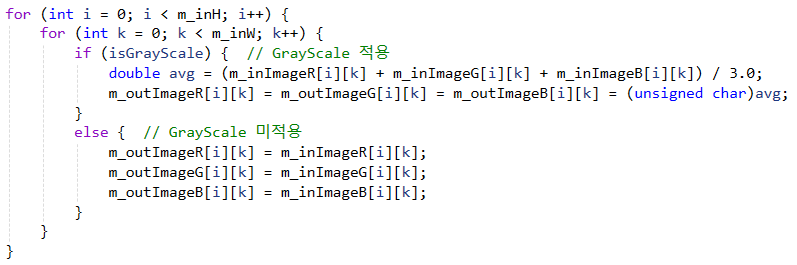 for (int i = 0; i < m_inH; i++) {
    for (int k = 0; k < m_inW; k++) {
        if (isGrayScale) {  // GrayScale 적용
            double avg = (m_inImageR[i][k] + m_inImageG[i][k] + m_inImageB[i][k]) / 3.0;
            m_outImageR[i][k] = m_outImageG[i][k] = m_outImageB[i][k] = (unsigned char)avg;
        }
        else {  // GrayScale 미적용
            m_outImageR[i][k] = m_inImageR[i][k];
            m_outImageG[i][k] = m_inImageG[i][k];
            m_outImageB[i][k] = m_inImageB[i][k];
        }
    }
}